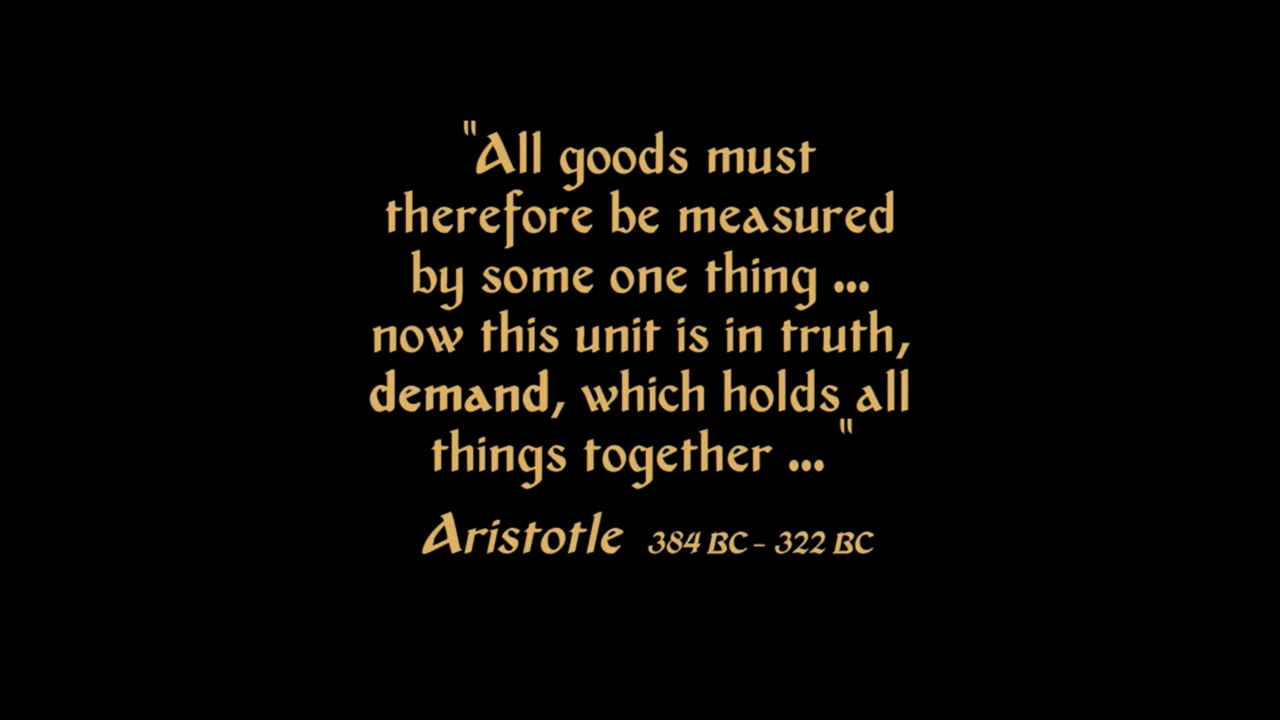 "All goods must
therefore be measured
by some one thing ...
now this unit is in truth,
demand, which holds all
things together ... "
Aristotle 384 BC - 322 BC